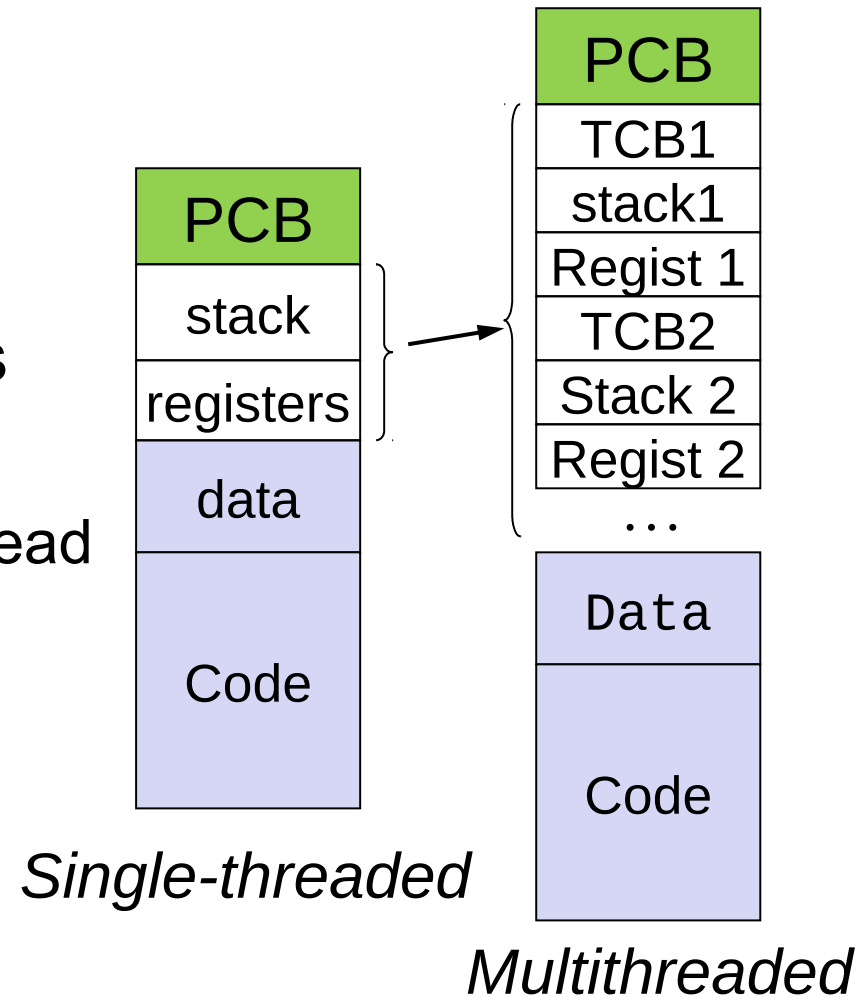 PCB
stack
registers
data
Code
Single-threaded
PCB
TCB1
stack1
Regist 1
TCB2
Stack 2
Regist 2
...
Data
Code
Multithreaded